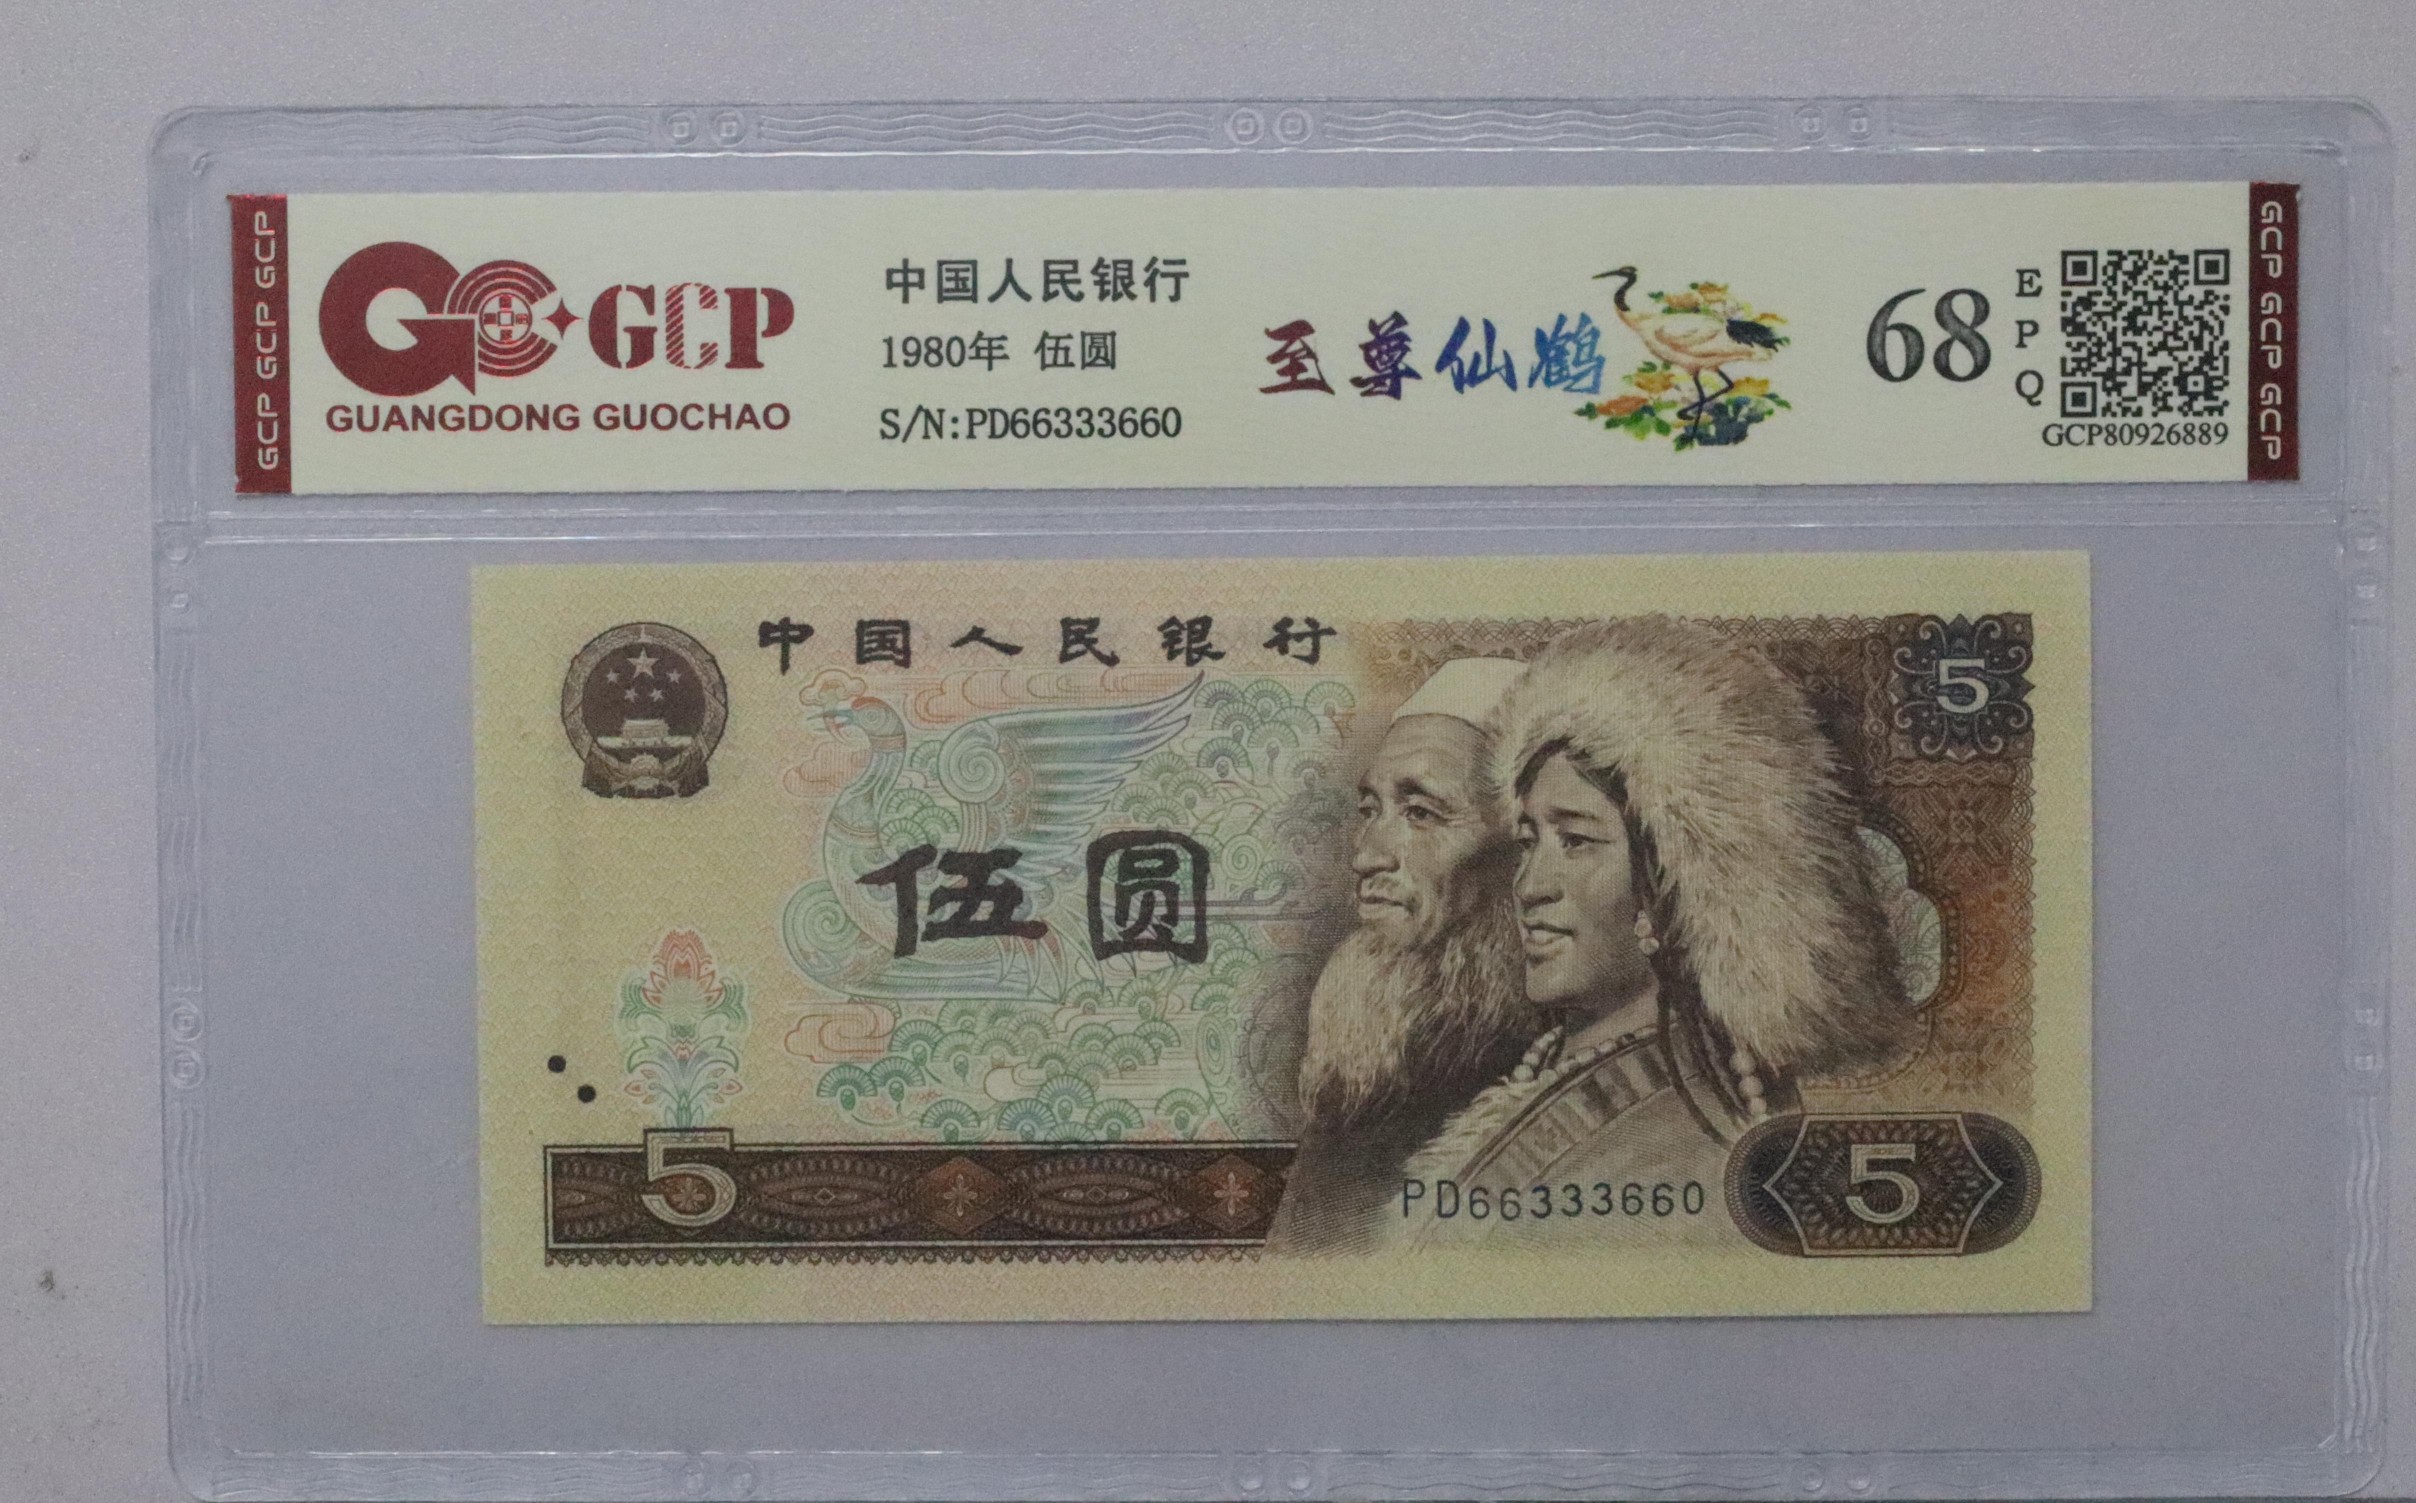 GCP GCP GCP
GCP
GUANGDONG GUOCHAO
中国人民银行
1980年 伍圆
S/N:PD66333660
至尊仙鹤
68
EPQ
GCP80926889
GCP GCP GCP
中国人民银行
5
伍圆
5
PD66333660
5